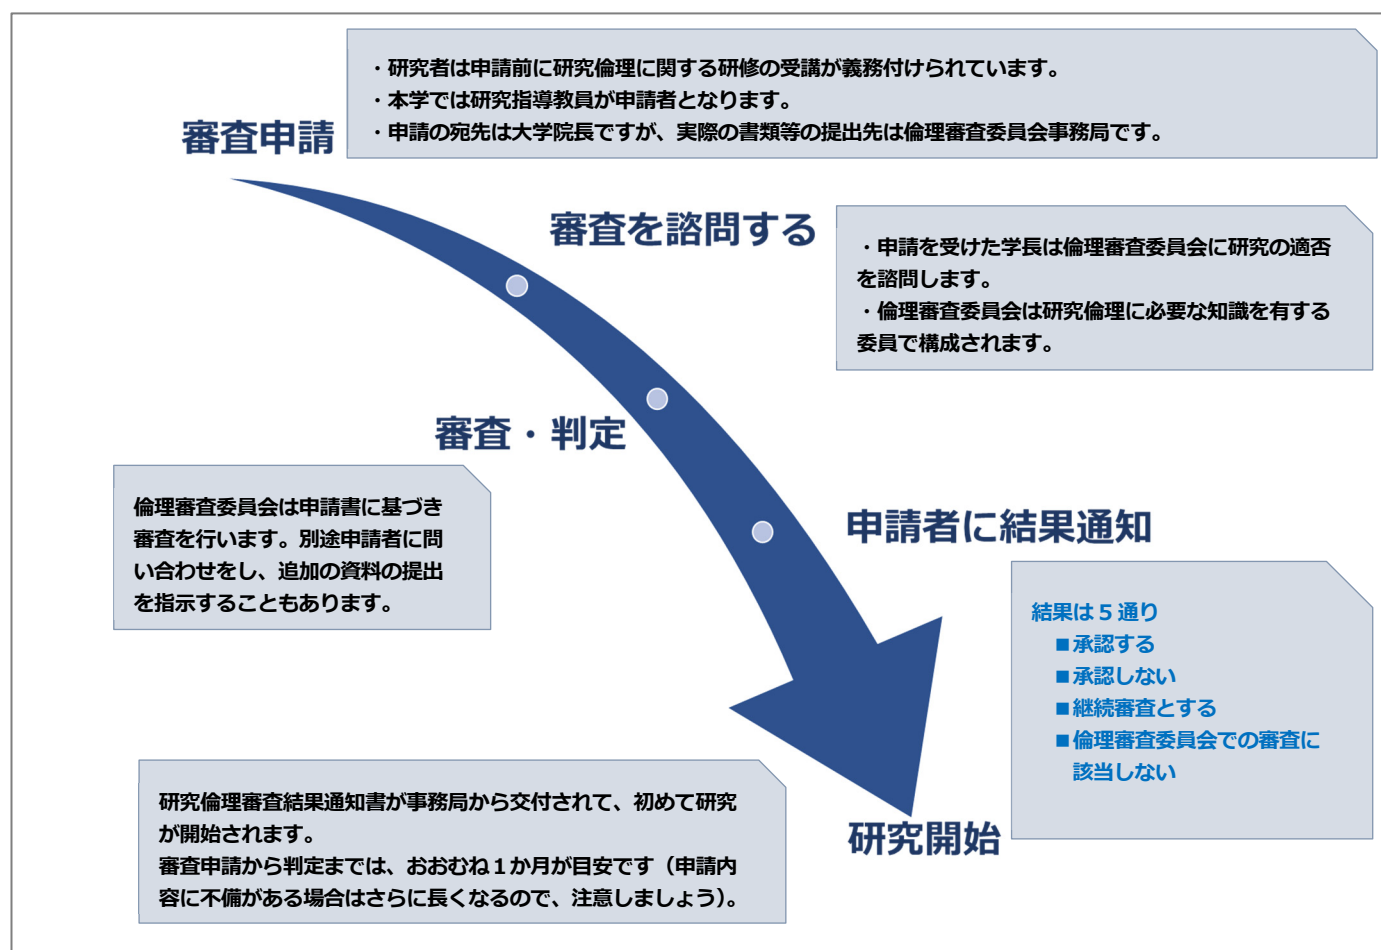 ・研究者は申請前に研究倫理に関する研修の受講が義務付けられています。
・本学では研究指導教員が申請者となります。
・申請の宛先は大学院長ですが、実際の書類等の提出先は倫理審査委員会事務局です。
審査申請
審査を諮問する
・申請を受けた学長は倫理審査委員会に研究の適否
を諮問します。
・倫理審査委員会は研究倫理に必要な知識を有する
委員で構成されます。
審査・判定
倫理審査委員会は申請書に基づき
審査を行います。別途申請者に問
い合わせをし、追加の資料の提出
を指示することもあります。
申請者に結果通知
結果は５通り
■承認する
■承認しない
■継続審査とする
■倫理審査委員会での審査に
該当しない
研究倫理審査結果通知書が事務局から交付されて、初めて研究
が開始されます。
審査申請から判定までは、おおむね１か月が目安です（申請内
容に不備がある場合はさらに長くなるので、注意しましょう）。
研究開始